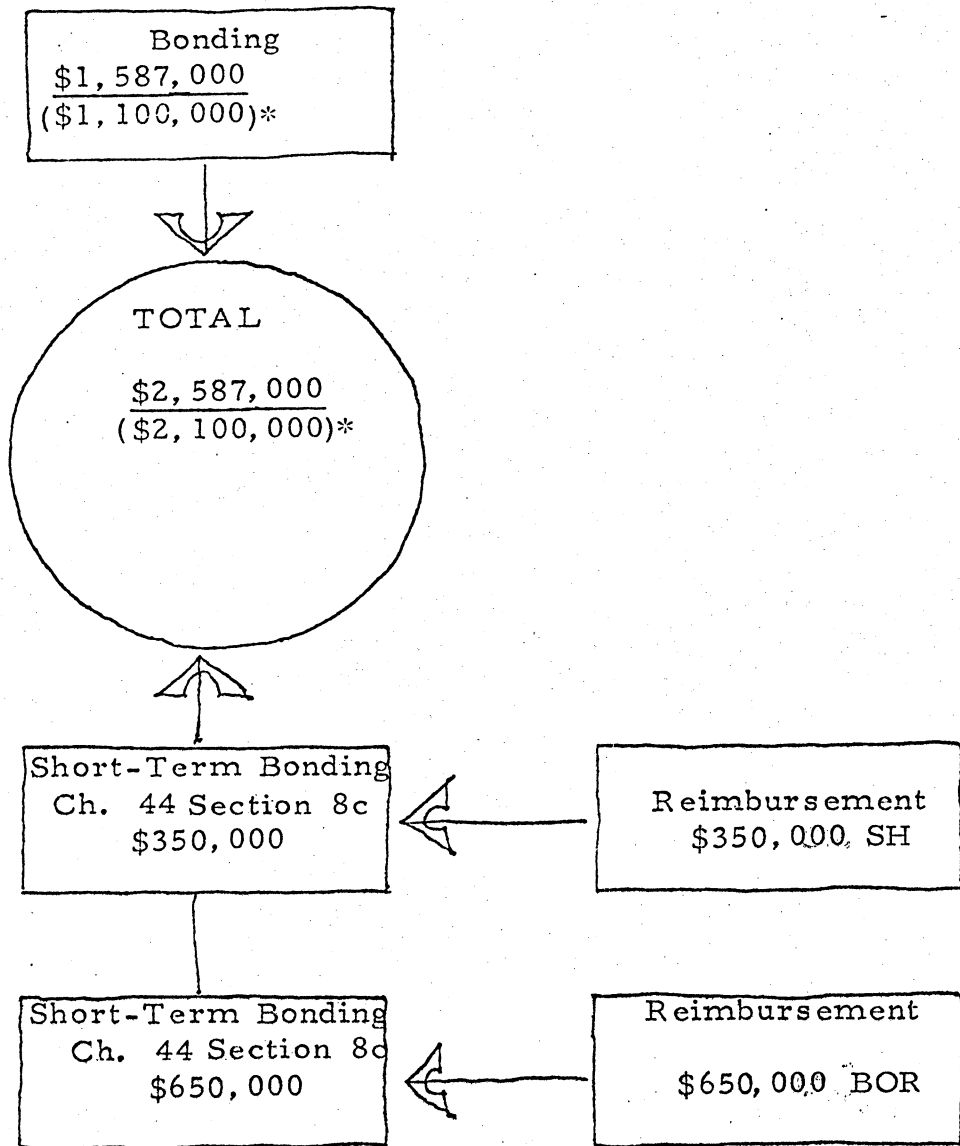 Bonding
$1,587,000
($1,100,000)*
TOTAL
$2,587,000
($2,100,000)*
Short-Term Bonding
Ch. 44 Section 8c
$350,000
Reimbursement
$350,000 SH
Short-Term Bonding
Ch. 44 Section 8c
$650,000
Reimbursement
$650,000 BOR